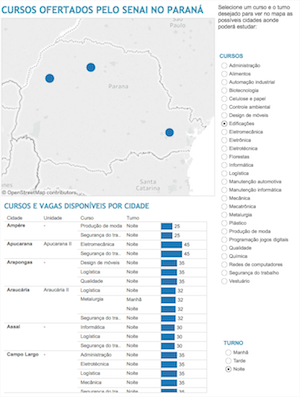 CURSOS OFERTADOS PELO SENAI NO PARANÁ
Parana
Santa
Catarina
© OpenStreetMap contributors
Selecione um curso e o turno
desejado para ver no mapa as
possíveis cidades aonde
poderá estudar:
CURSOS
Administração
Alimentos
Automação industrial
Biotecnologia
Celulose e papel
Controle ambiental
Design de móveis
Edificações
Eletromecânica
Eletrônica
Eletrotécnica
Florestas
Informática
Logística
Manutenção automotiva
Manutenção informática
Mecânica
Mecatrônica
Metalurgia
Plástico
Produção de moda
Programação jogos digitais
Qualidade
Química
Redes de computadores
Segurança do trabalho
Vestuário
TURNO
Manhã
Tarde
Noite
CURSOS E VAGAS DISPONÍVEIS POR CIDADE
Cidade Unidade Curso Turno
Ampére - Produção de moda Noite 25
Segurança do tra.. Noite 25
Apucarana Apucarana II Eletromecânica Noite 45
Segurança do tra.. Noite 45
Arapongas - Design de móveis Noite 35
Logística Noite 35
Qualidade Noite 35
Araucária Araucária II Logística Noite 32
Metalurgia Manhã 32
Noite 32
Segurança do tra.. Noite 32
Assaí - Informática Noite 30
Logística Noite 30
Segurança do tra.. Noite 30
Campo Largo - Administração Noite 35
Eletrotécnica Noite 35
Logística Noite 35
Mecânica Noite 35
Segurança do tra.. Noite 35